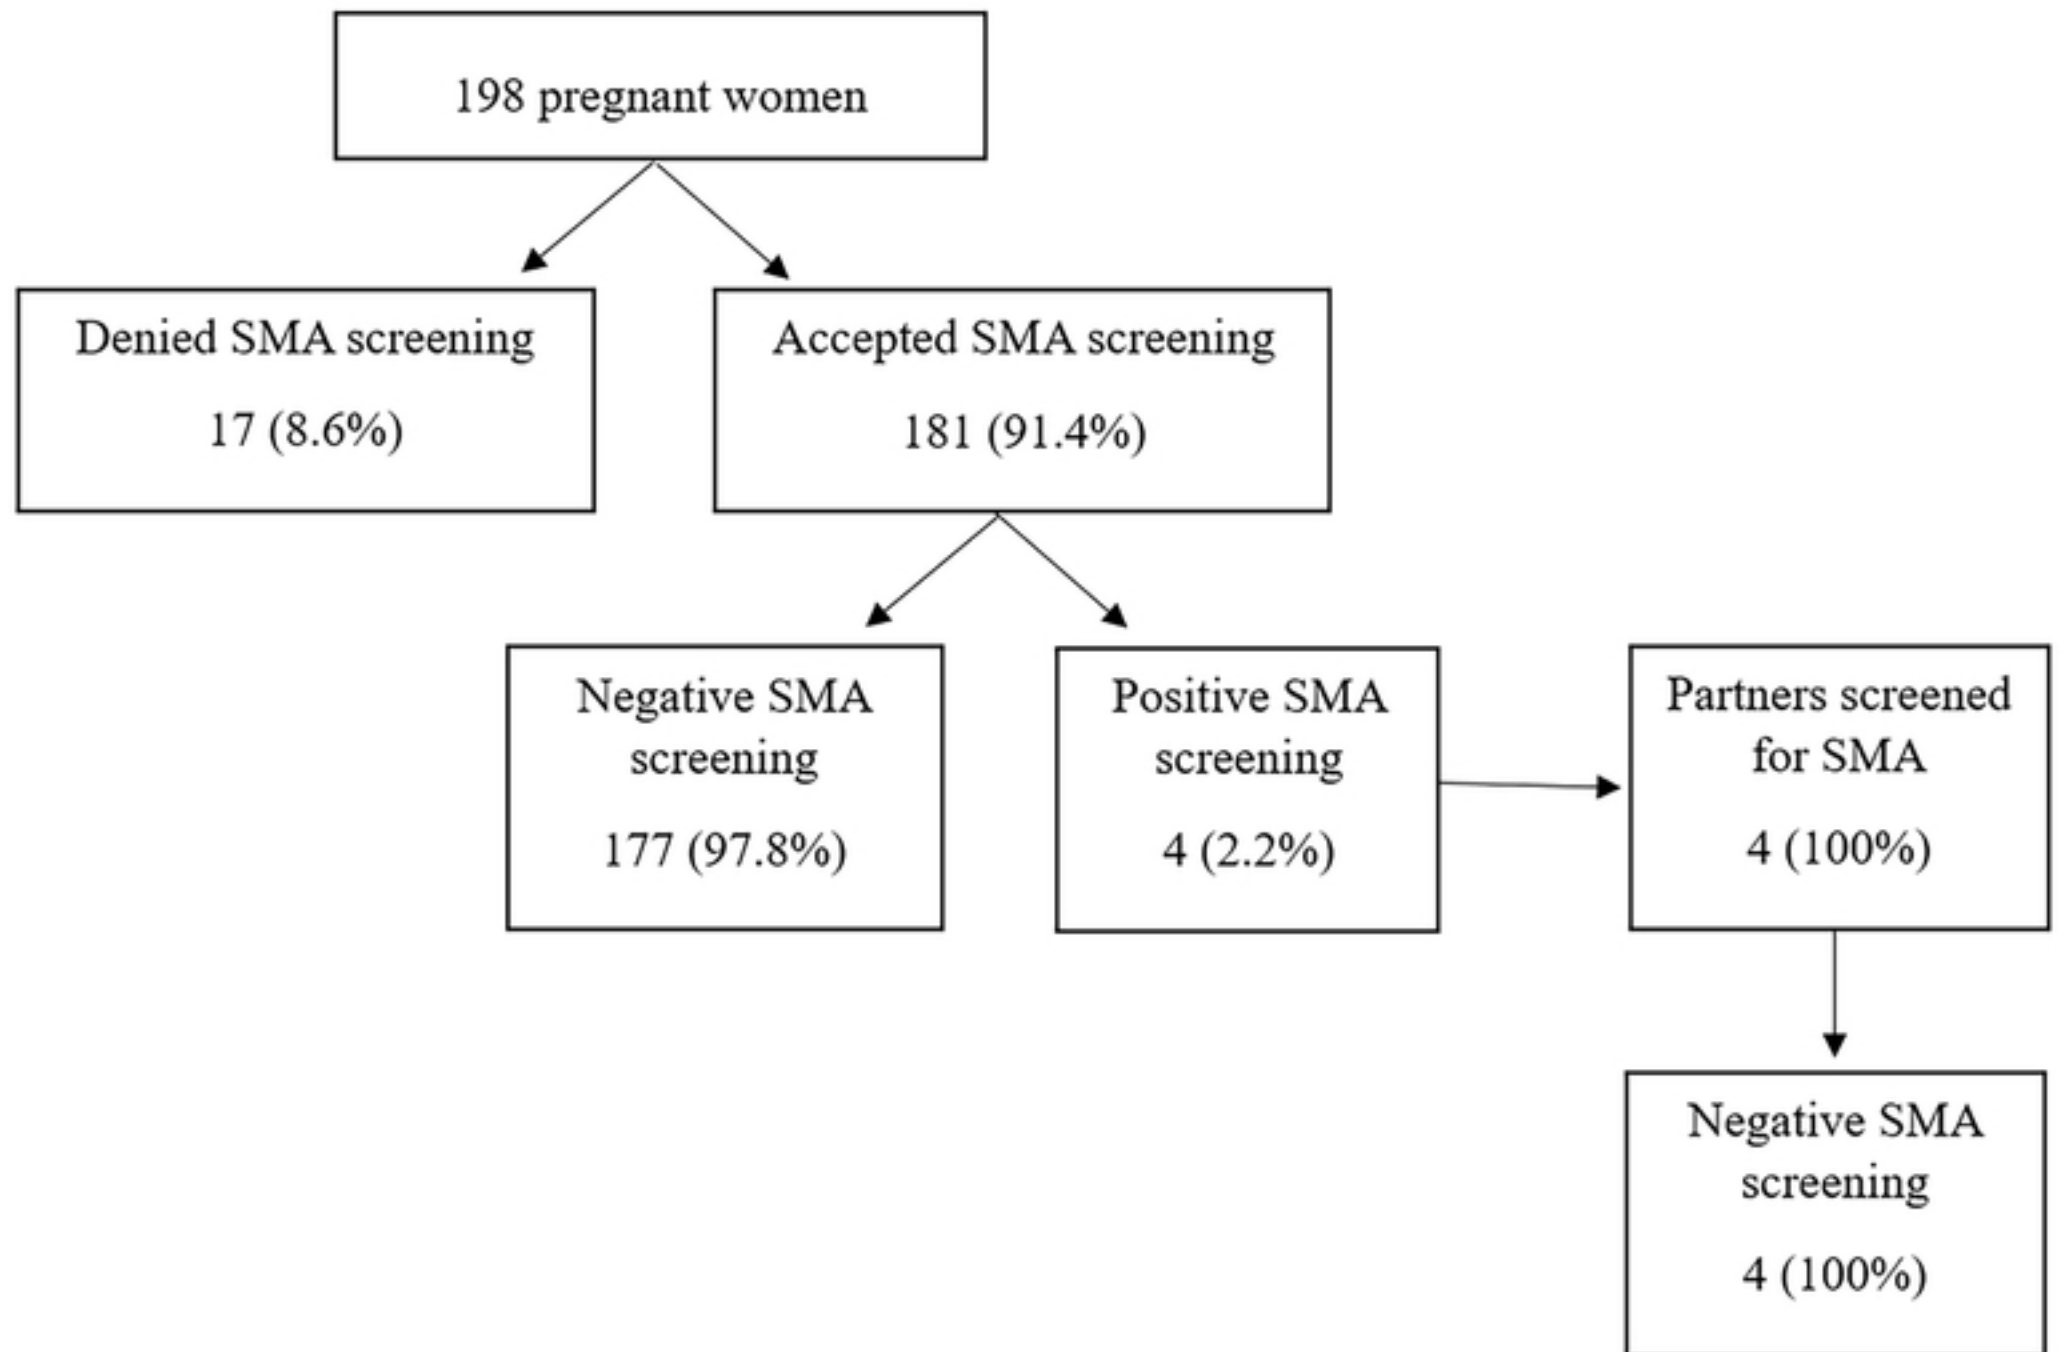 198 pregnant women
Denied SMA screening
17 (8.6%)
Accepted SMA screening
181 (91.4%)
Negative SMA
screening
177 (97.8%)
Positive SMA
screening
4 (2.2%)
Partners screened
for SMA
4 (100%)
Negative SMA
screening
4 (100%)